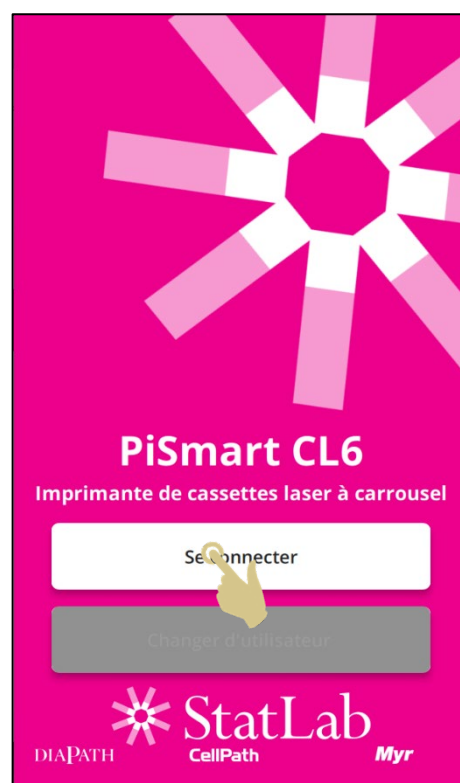 PiSmart CL6
Imprimante de cassettes laser à carrousel
Se connecter
Changer d'utilisateur
StatLab
DIAPATH CellPath Myr